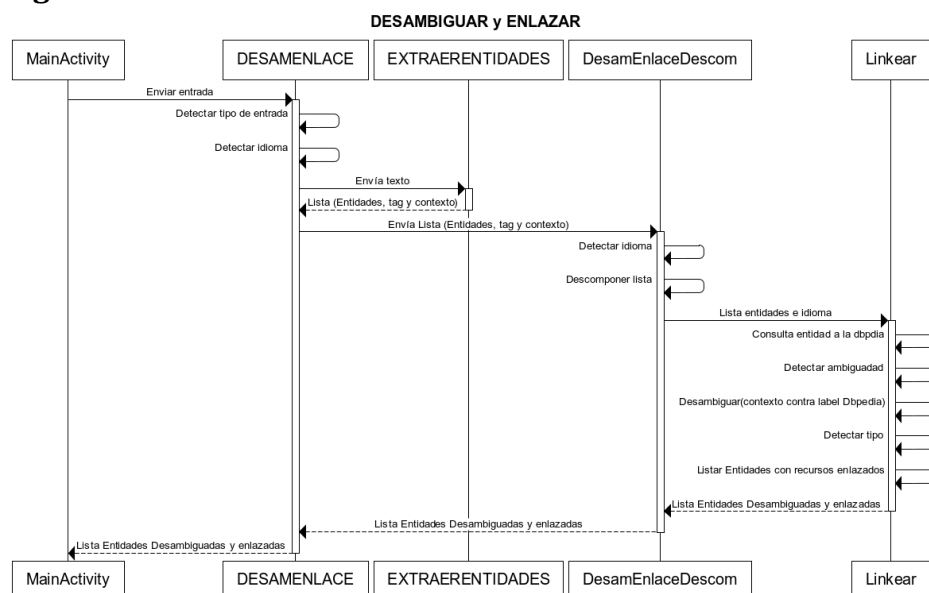 DESAMBIGUAR y ENLAZAR
MainActivity
DESAMENLACE
EXTRAERENTIDADES
DesamEnlaceDescom
Linkear
Enviar entrada
Detectar tipo de entrada
Detectar idioma
Envía texto
Lista (Entidades, tag y contexto)
Envía Lista (Entidades, tag y contexto)
Detectar idioma
Descomponer lista
Lista entidades e idioma
Consulta entidad a la dbpdia
Detectar ambiguadad
Desambiguar(contexto contra label Dbpedia)
Detectar tipo
Listar Entidades con recursos enlazados
Lista Entidades Desambiguadas y enlazadas
Lista Entidades Desambiguadas y enlazadas
Lista Entidades Desambiguadas y enlazadas
MainActivity
DESAMENLACE
EXTRAERENTIDADES
DesamEnlaceDescom
Linkear